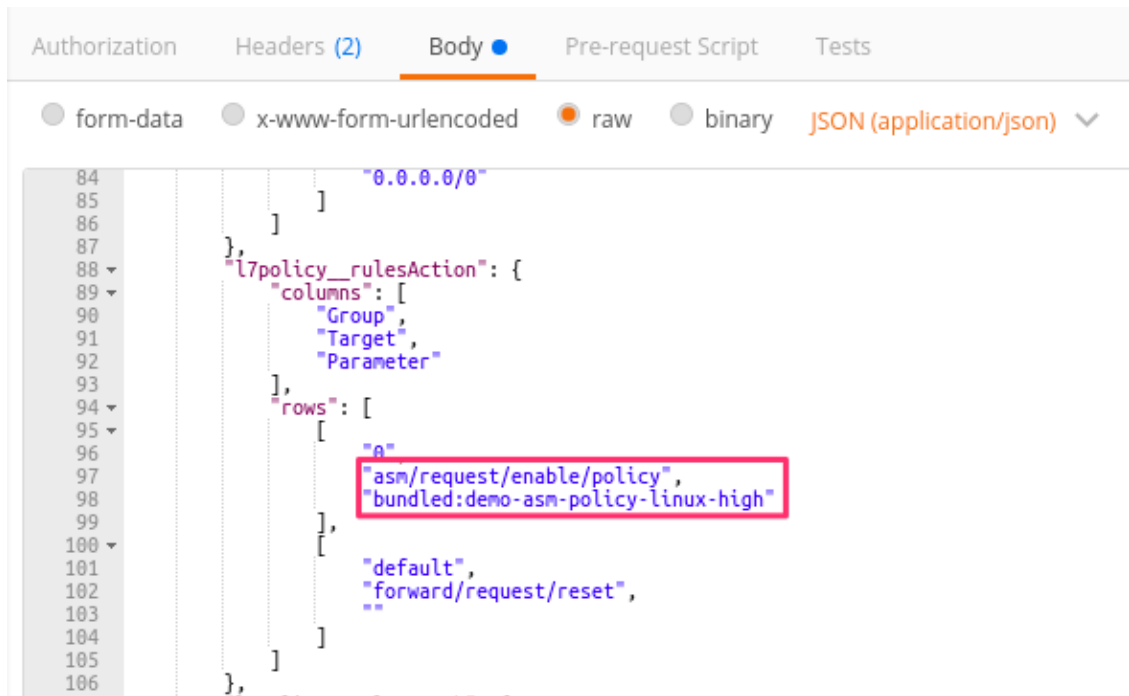 Authorization Headers (2) Body Pre-request Script Tests
form-data x-www-form-urlencoded raw binary JSON (application/json)
84 "0.0.0.0/0"
85 ]
86 ]
87 },
88 "l7policy__rulesAction": {
89 "columns": [
90 "Group",
91 "Target",
92 "Parameter"
93 ],
94 "rows": [
95 [
96 "0",
97 "asm/request/enable/policy",
98 "bundled:demo-asm-policy-linux-high"
99 ],
100 [
101 "default",
102 "forward/request/reset",
103 ""
104 ]
105 ]
106 },